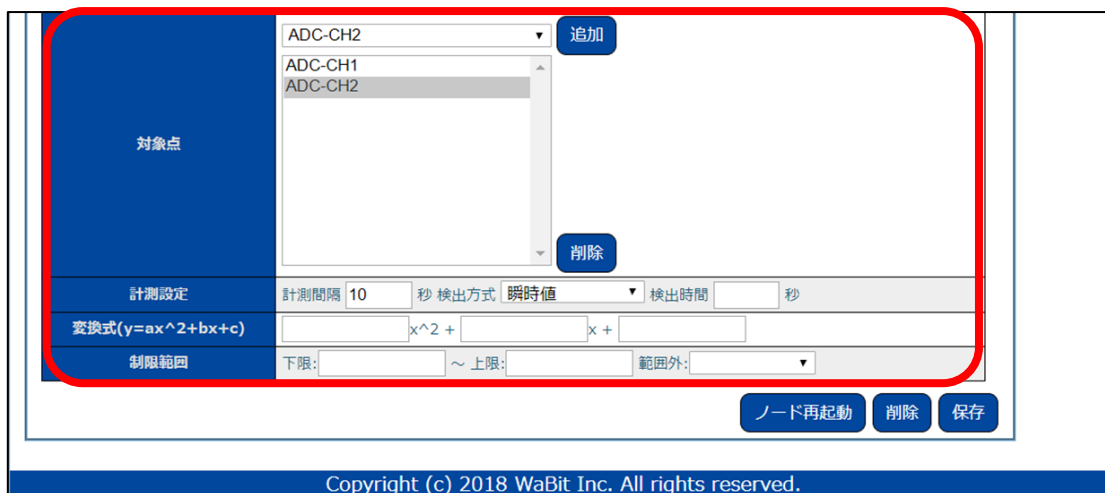 ADC-CH2 追加
ADC-CH1
ADC-CH2
対象点
削除
計測設定 計測間隔 10 秒 検出方式 瞬時値 検出時間 秒
変換式(y=ax^2+bx+c) x^2 + x +
制限範囲 下限: ～ 上限: 範囲外:
ノード再起動 削除 保存
Copyright (c) 2018 WaBit Inc. All rights reserved.